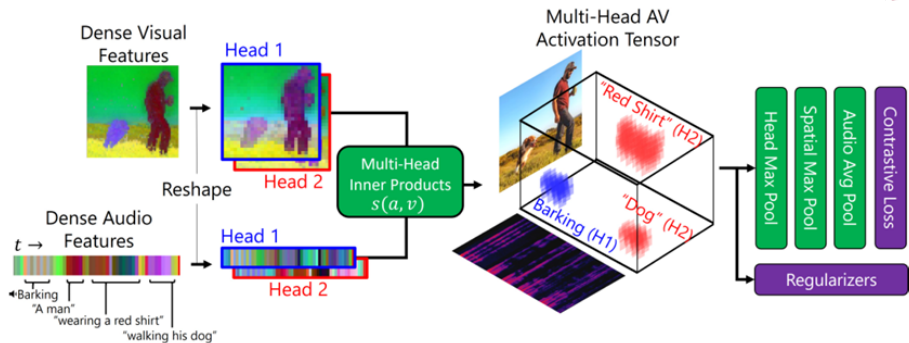 Dense Visual
Features
Head 1
Head 2
Reshape
Dense Audio
Features
t →
Barking
"A man"
"wearing a red shirt"
"walking his dog"
Head 1
Head 2
Multi-Head
Inner Products
s(a, v)
Multi-Head AV
Activation Tensor
"Red Shirt" (H2)
Barking (H1)
"Dog" (H2)
Head Max Pool
Spatial Max Pool
Audio Avg Pool
Contrastive Loss
Regularizers